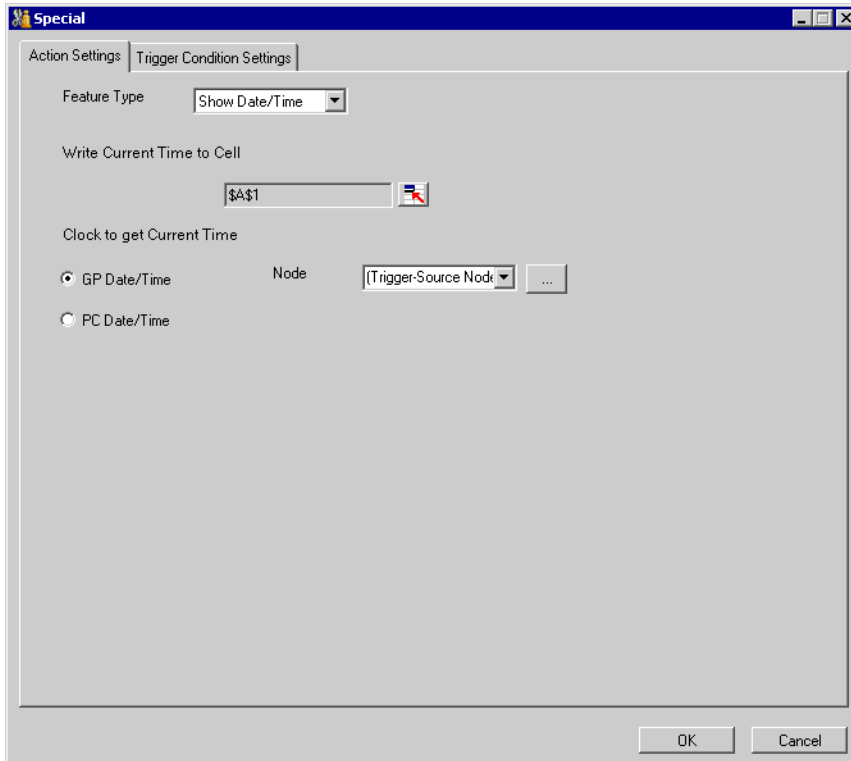 Special
Action Settings Trigger Condition Settings
Feature Type Show Date/Time
Write Current Time to Cell
$A$1
Clock to get Current Time
GP Date/Time Node (Trigger-Source Node ...
PC Date/Time
OK Cancel